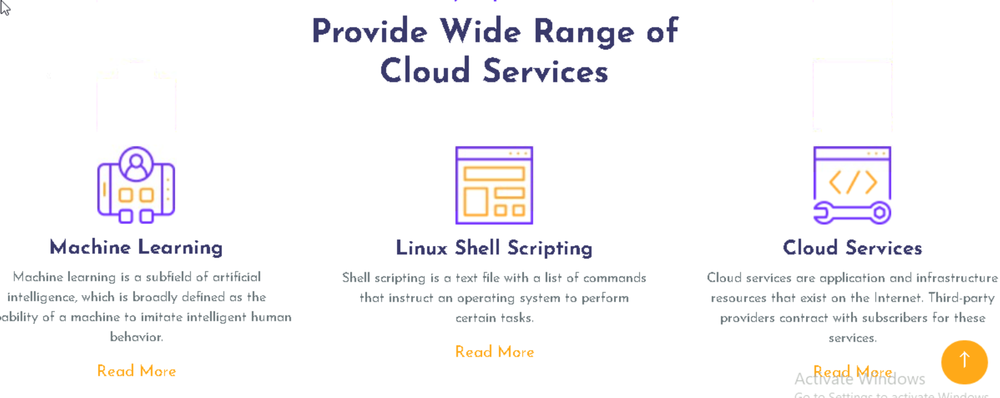 Provide Wide Range of
Cloud Services
Machine Learning
Machine learning is a subfield of artificial
intelligence, which is broadly defined as the
ability of a machine to imitate intelligent human
behavior.
Read More
Linux Shell Scripting
Shell scripting is a text file with a list of commands
that instruct an operating system to perform
certain tasks.
Read More
Cloud Services
Cloud services are application and infrastructure
resources that exist on the Internet. Third-party
providers contract with subscribers for these
services.
Read More
Activate Windows
Go to Settings to activate Windows.